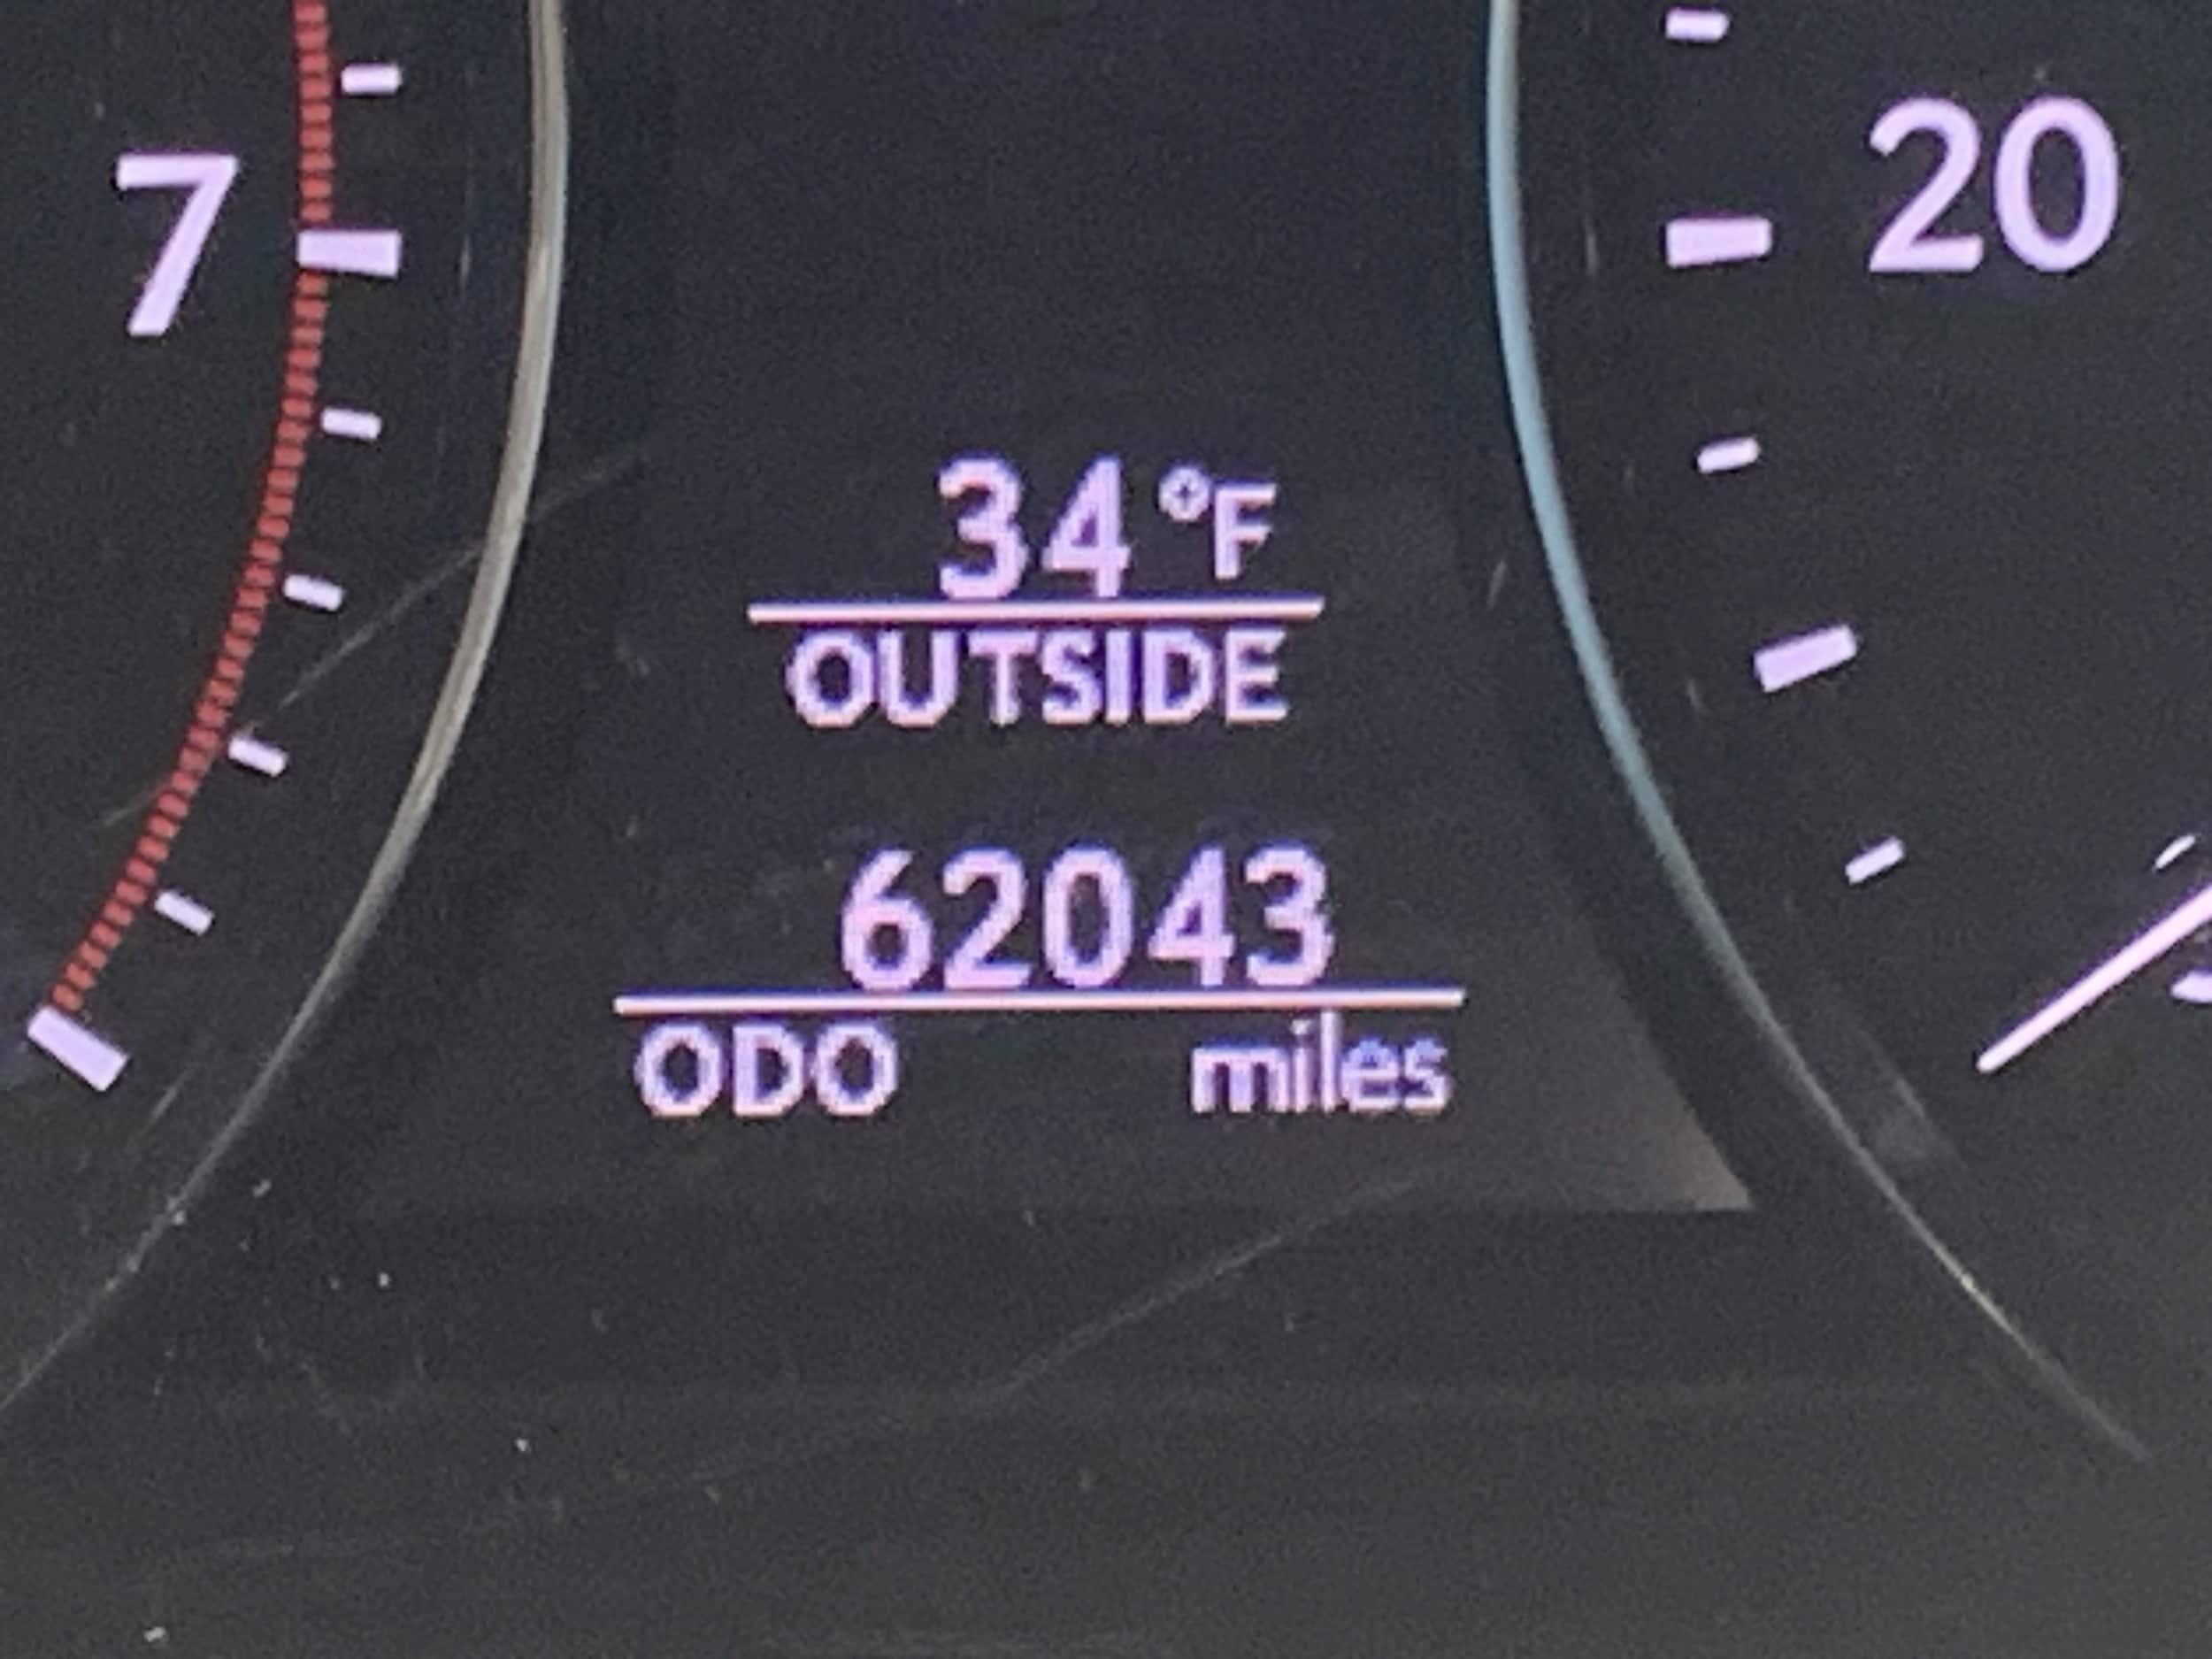 7
20
34 °F
OUTSIDE
62043
ODO miles